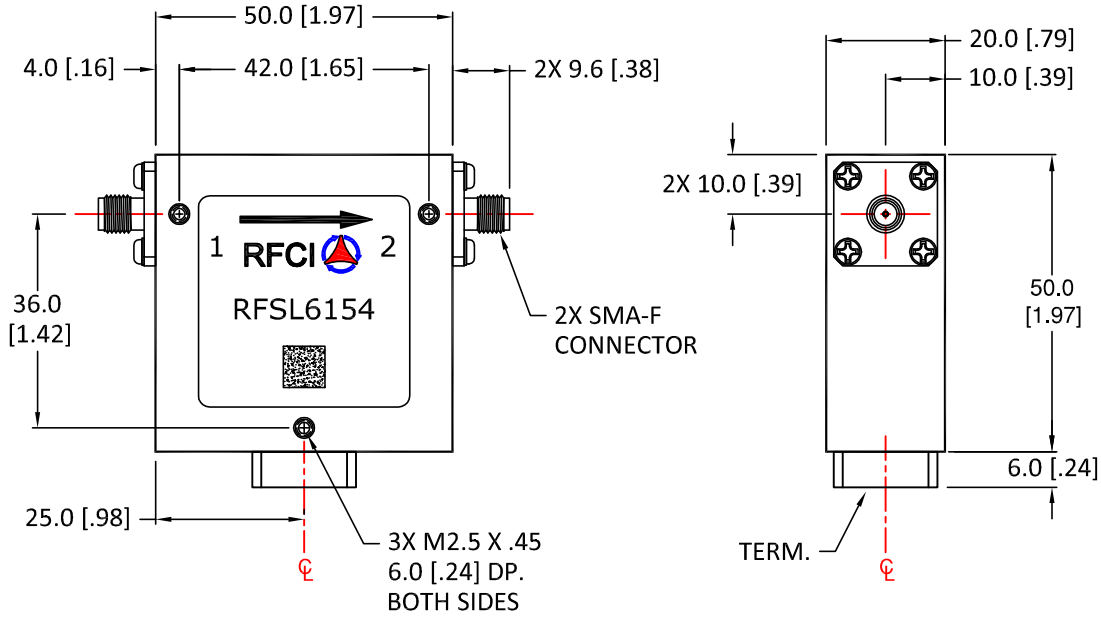 50.0 [1.97]
4.0 [.16]
42.0 [1.65]
2X 9.6 [.38]
1
2
RFCI
RFSL6154
36.0
[1.42]
2X SMA-F
CONNECTOR
25.0 [.98]
3X M2.5 X .45
6.0 [.24] DP.
BOTH SIDES
℄
20.0 [.79]
10.0 [.39]
2X 10.0 [.39]
50.0
[1.97]
6.0 [.24]
TERM.
℄